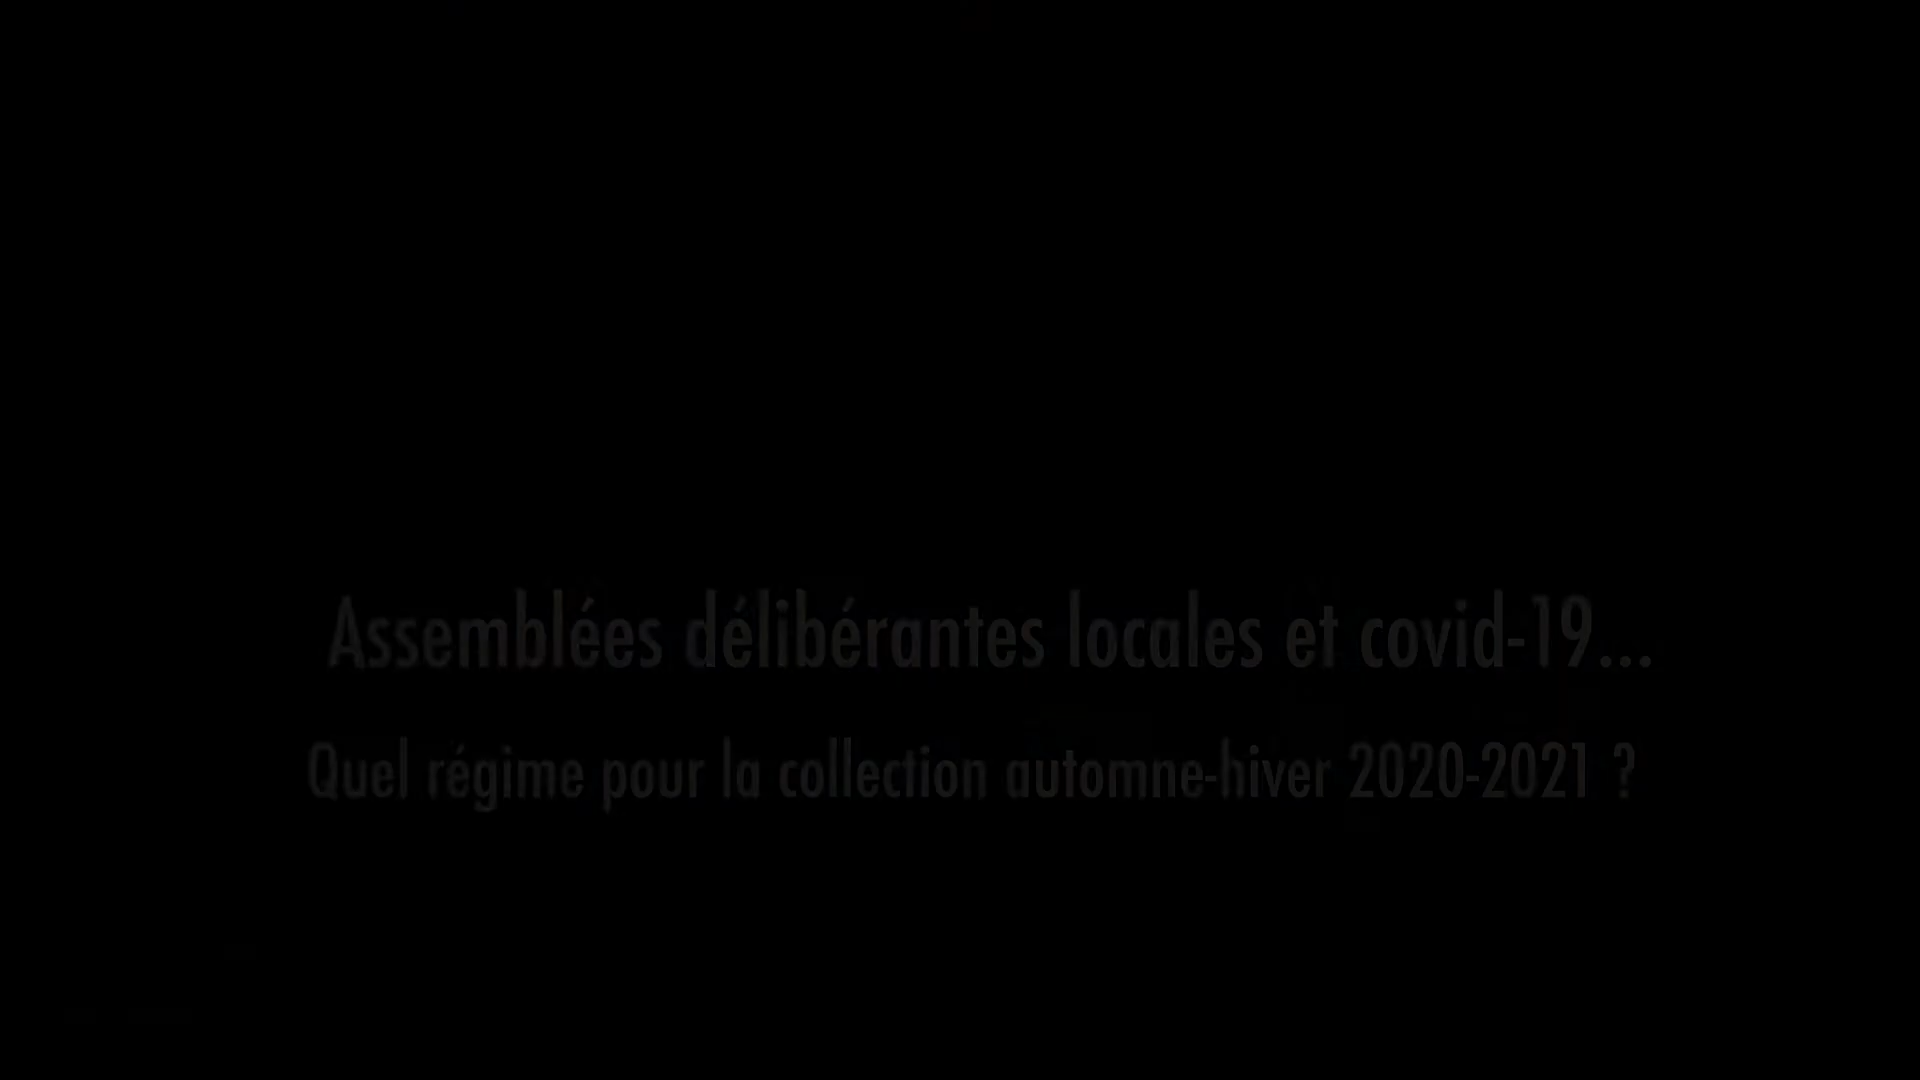 Assemblées délibérantes locales et covid-19...
Quel régime pour la collection automne-hiver 2020-2021 ?